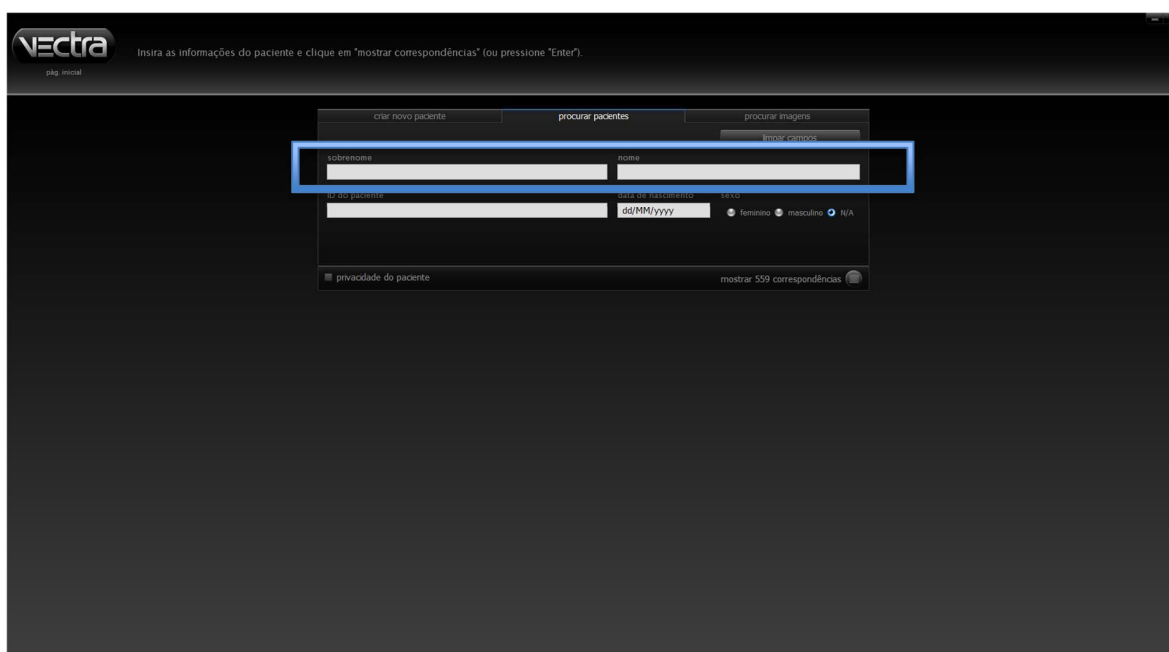 vectra
Insira as informações do paciente e clique em "mostrar correspondências" (ou pressione "Enter").
pàg. inicial
criar novo paciente procurar pacientes procurar imagens
limpar campos
sobrenome nome
ID do paciente data de nascimento sexo
dd/MM/yyyy feminino masculino N/A
privacidade do paciente mostrar 559 correspondências